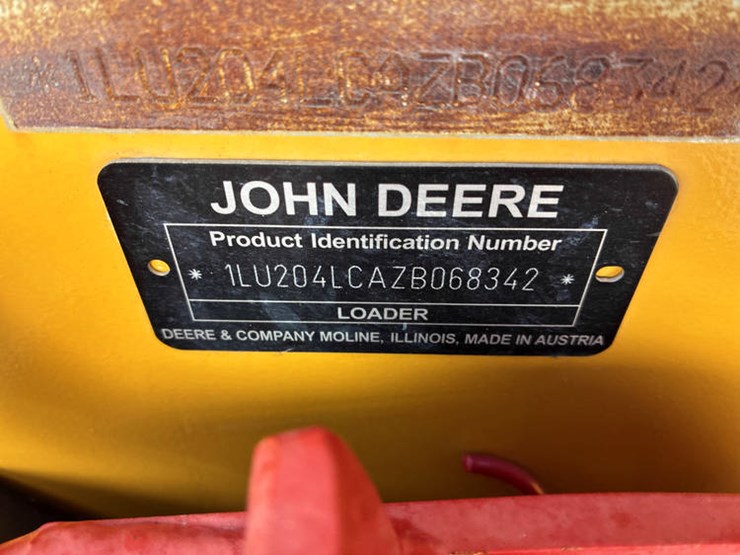 1LU204LCAZB068342
JOHN DEERE
Product Identification Number
* 1LU204LCAZB068342 *
LOADER
DEERE & COMPANY MOLINE, ILLINOIS, MADE IN AUSTRIA